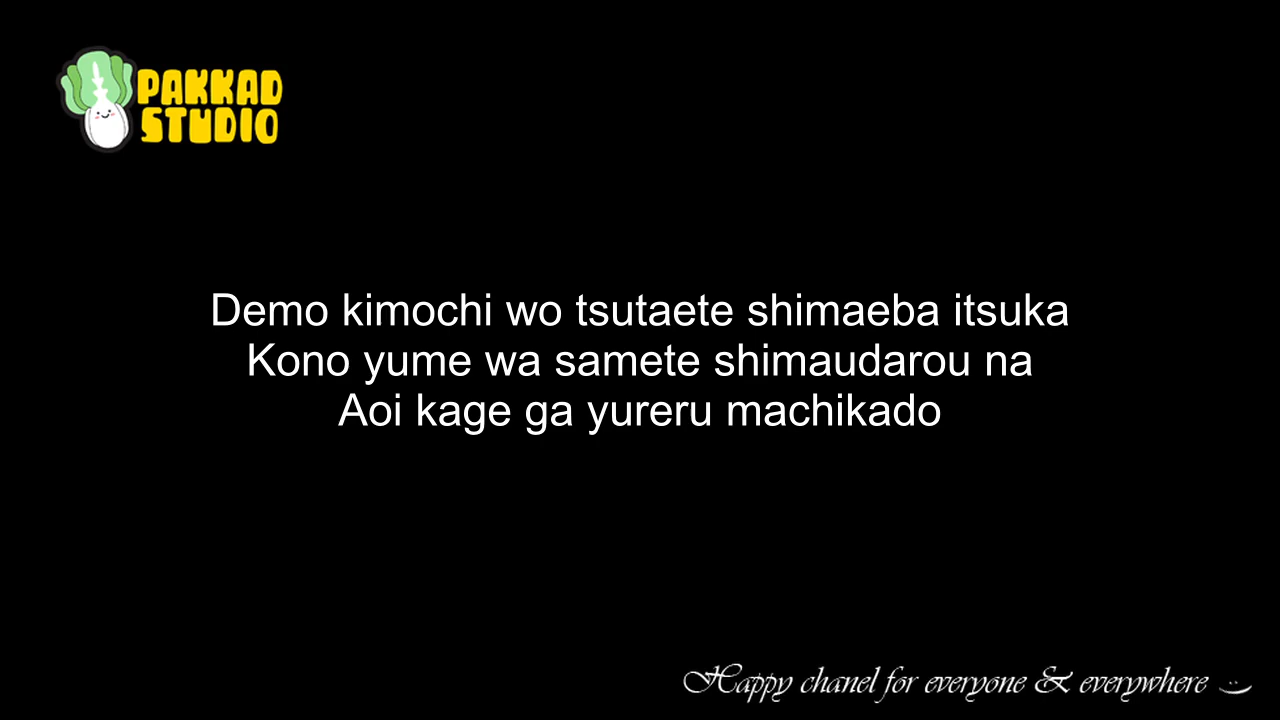 PAKKAD
STUDIO
Demo kimochi wo tsutaete shimaeba itsuka
Kono yume wa samete shimaudarou na
Aoi kage ga yureru machikado
Happy chanel for everyone & everywhere :)